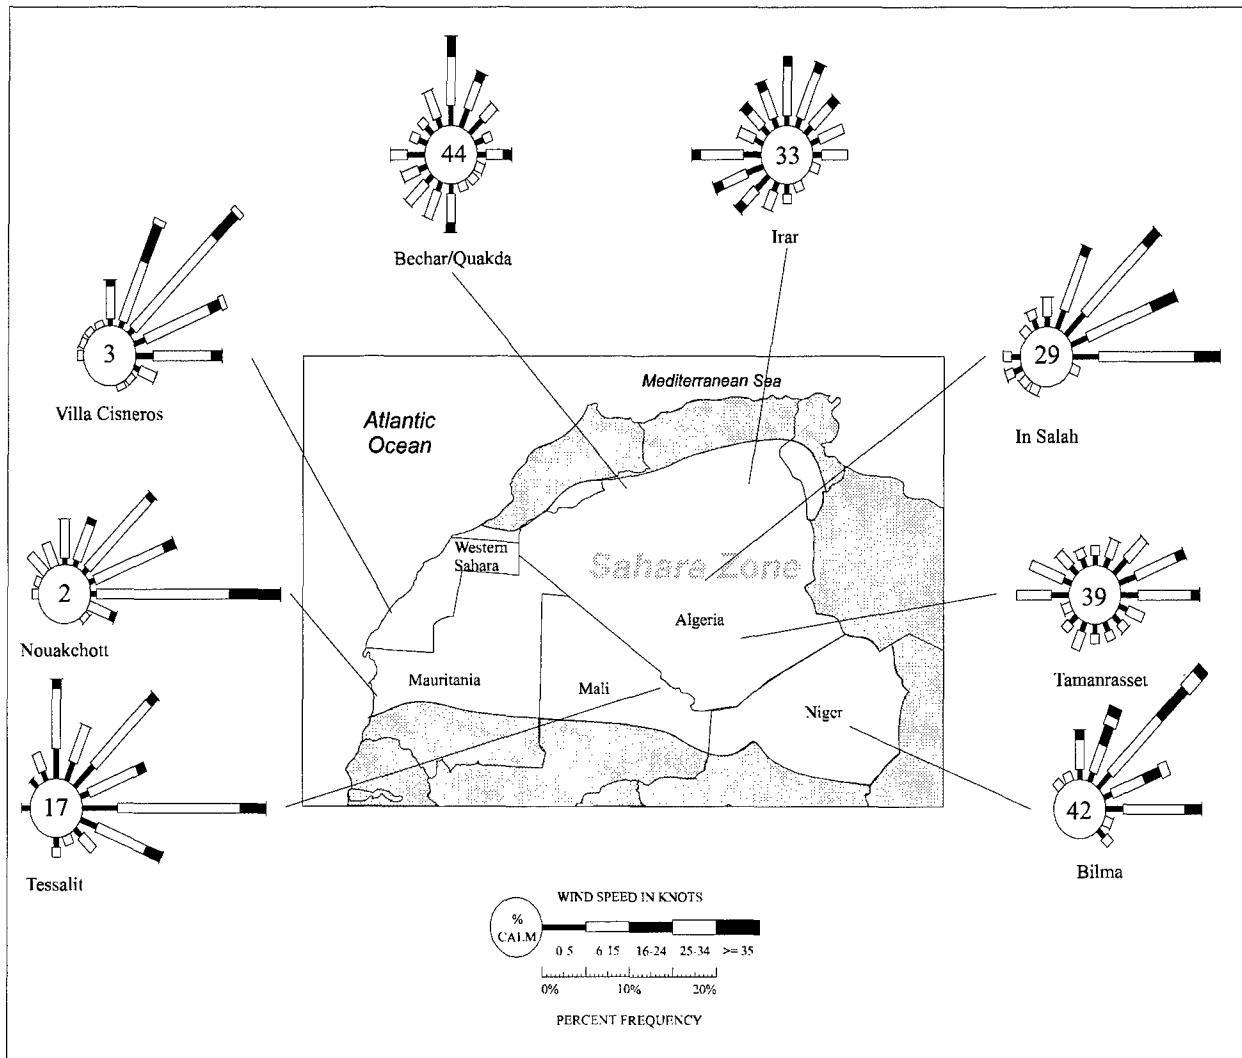 44
33
Bechar/Quakda
Irar
3
Villa Cisneros
29
In Salah
Mediterranean Sea
Atlantic
Ocean
Western
Sahara
Sahara Zone
Algeria
2
Nouakchott
39
Tamanrasset
Mauritania
Mali
Niger
17
Tessalit
42
Bilma
WIND SPEED IN KNOTS
%
CALM
0-5 6-15 16-24 25-34 >= 35
0% 10% 20%
PERCENT FREQUENCY